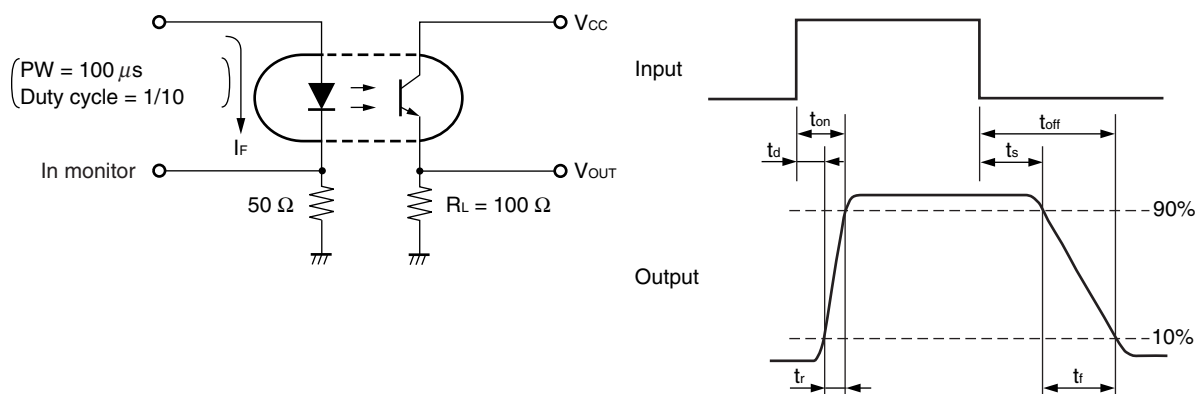 VCC
PW = 100 μs
Duty cycle = 1/10
IF
In monitor
VOUT
50 Ω
RL = 100 Ω
Input
ton
toff
td
ts
90%
Output
10%
tr
tf